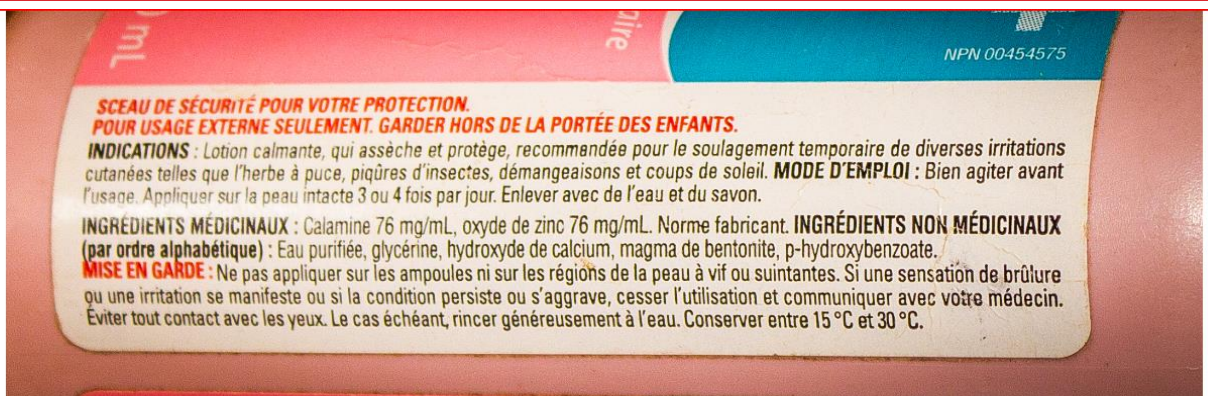 mL
aire
NPN 00454575
SCEAU DE SÉCURITÉ POUR VOTRE PROTECTION.
POUR USAGE EXTERNE SEULEMENT. GARDER HORS DE LA PORTÉE DES ENFANTS.
INDICATIONS : Lotion calmante, qui assèche et protège, recommandée pour le soulagement temporaire de diverses irritations
cutanées telles que l'herbe à puce, piqûres d'insectes, démangeaisons et coups de soleil. MODE D'EMPLOI : Bien agiter avant
l'usage. Appliquer sur la peau intacte 3 ou 4 fois par jour. Enlever avec de l'eau et du savon.
INGRÉDIENTS MÉDICINAUX : Calamine 76 mg/mL, oxyde de zinc 76 mg/mL. Norme fabricant. INGRÉDIENTS NON MÉDICINAUX
(par ordre alphabétique) : Eau purifiée, glycérine, hydroxyde de calcium, magma de bentonite, p-hydroxybenzoate.
MISE EN GARDE : Ne pas appliquer sur les ampoules ni sur les régions de la peau à vif ou suintantes. Si une sensation de brûlure
ou une irritation se manifeste ou si la condition persiste ou s'aggrave, cesser l'utilisation et communiquer avec votre médecin.
Éviter tout contact avec les yeux. Le cas échéant, rincer généreusement à l'eau. Conserver entre 15 °C et 30 °C.